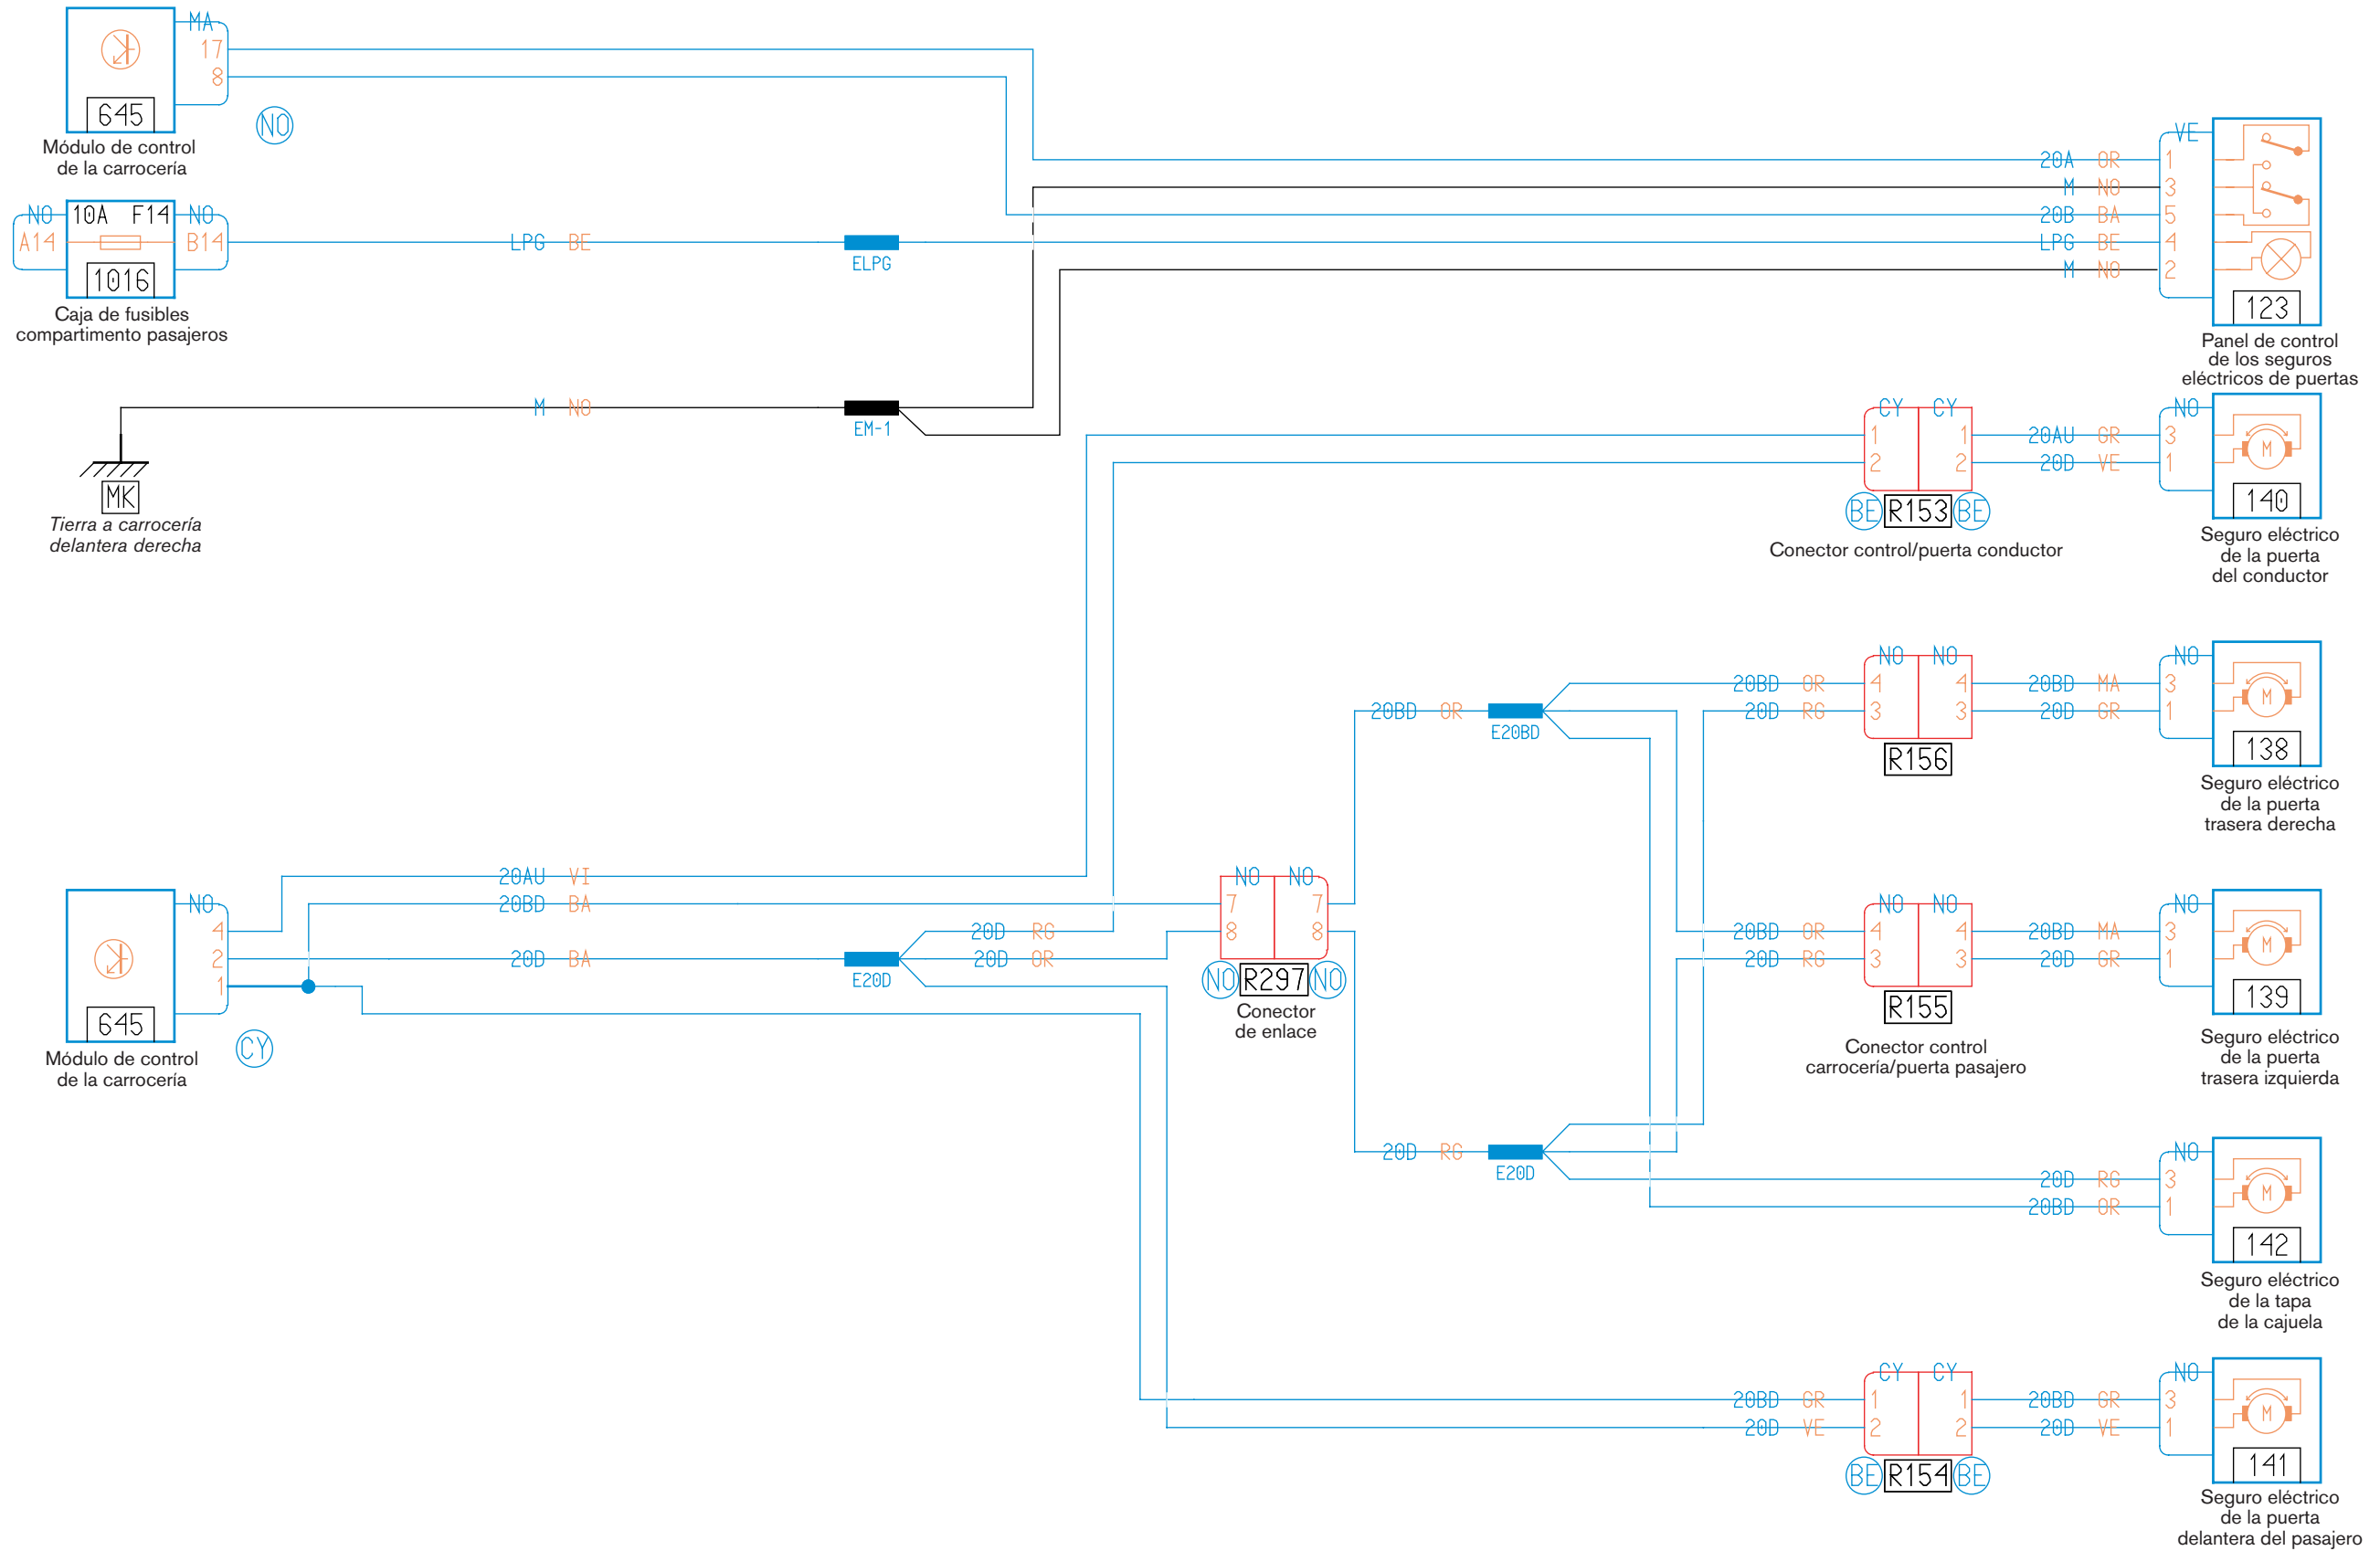 MA
17
8
645
NO
Módulo de control
de la carrocería
NO 10A F14 NO
A14 B14
1016
LPG BE
ELPG
Caja de fusibles
compartimento pasajeros
M NO
EM-1
MK
Tierra a carrocería
delantera derecha
VE
20A OR 1
M NO 3
20B BA 5
LPG BE 4
M NO 2
123
Panel de control
de los seguros
eléctricos de puertas
CY CY NO
1 1 20AU GR 3
2 2 20D VE 1
M
BE R153 BE
140
Conector control/puerta conductor
Seguro eléctrico
de la puerta
del conductor
NO NO NO
20BD OR 4 4 20BD MA 3
20D RG 3 3 20D GR 1
M
20BD OR
E20BD
R156
138
Seguro eléctrico
de la puerta
trasera derecha
20AU VI
20BD BA
NO
4
2
1
20D BA
E20D
20D RG
20D OR
645
CY
Módulo de control
de la carrocería
NO NO
7 7
8 8
NO R297 NO
Conector
de enlace
NO NO NO
20BD OR 4 4 20BD MA 3
20D RG 3 3 20D GR 1
M
R155
139
Conector control
carrocería/puerta pasajero
Seguro eléctrico
de la puerta
trasera izquierda
20D RG
E20D
NO
20D RG 3
20BD OR 1
M
142
Seguro eléctrico
de la tapa
de la cajuela
CY CY NO
20BD GR 1 1 20BD GR 3
20D VE 2 2 20D VE 1
M
BE R154 BE
141
Seguro eléctrico
de la puerta
delantera del pasajero